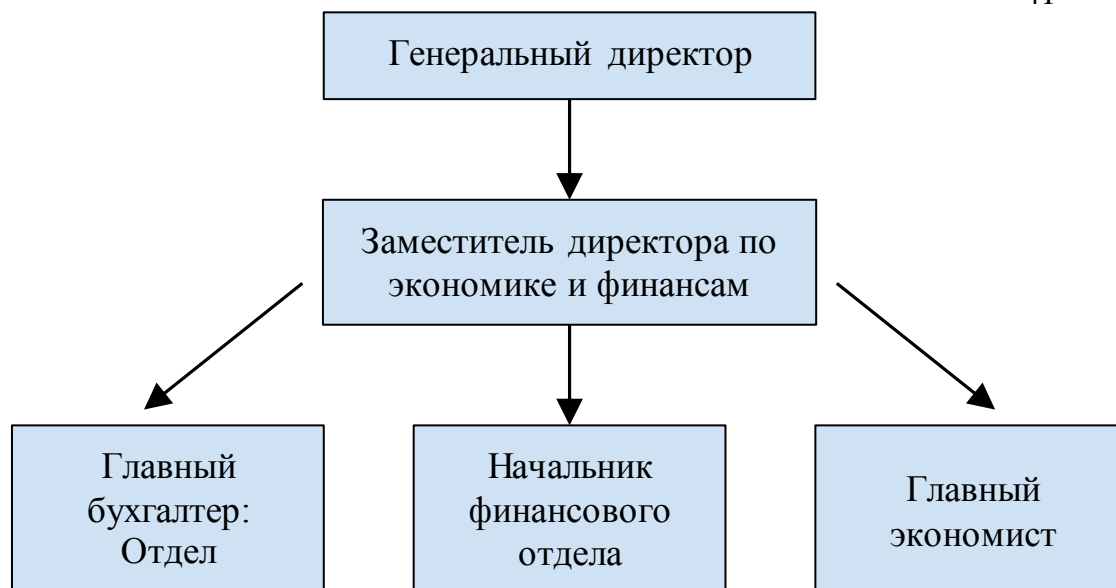 Генеральный директор
Заместитель директора по
экономике и финансам
Главный
бухгалтер:
Отдел
Начальник
финансового
отдела
Главный
экономист